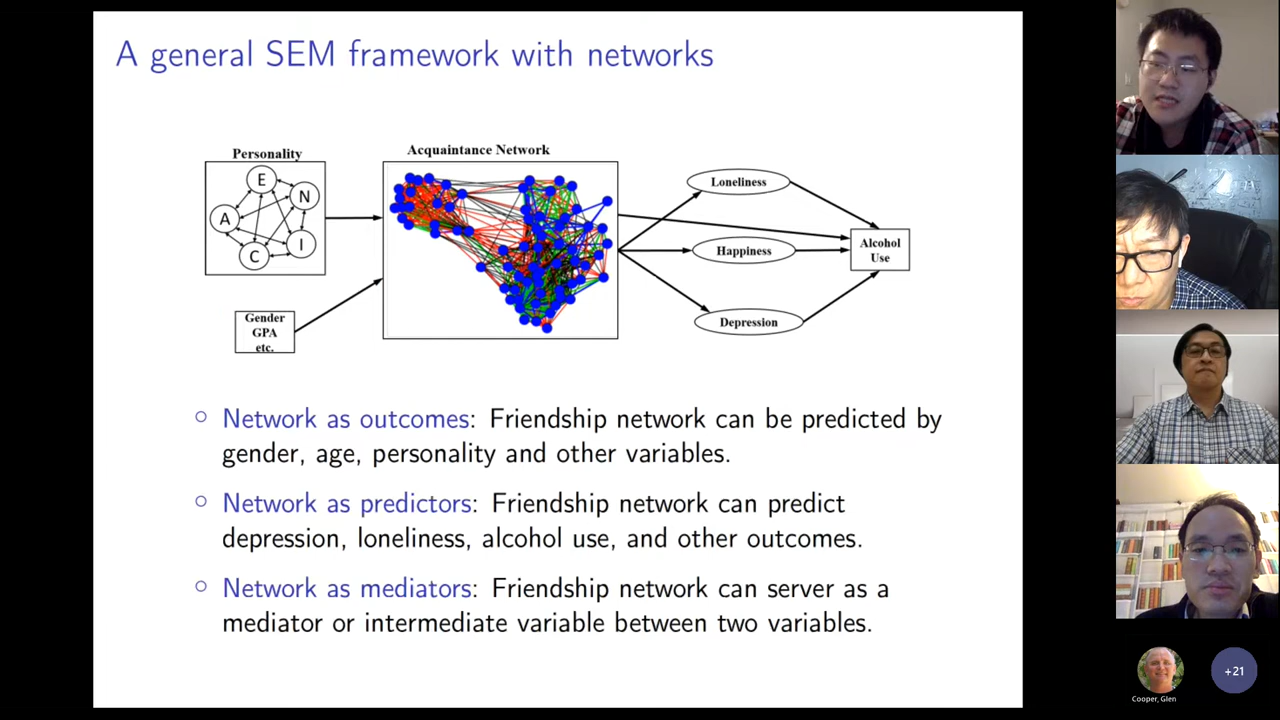 A general SEM framework with networks
Personality
Acquaintance Network
E
N
A
I
C
Loneliness
Happiness
Depression
Alcohol
Use
Gender
GPA
etc.
Network as outcomes: Friendship network can be predicted by
gender, age, personality and other variables.
Network as predictors: Friendship network can predict
depression, loneliness, alcohol use, and other outcomes.
Network as mediators: Friendship network can server as a
mediator or intermediate variable between two variables.
+21
Cooper, Glen